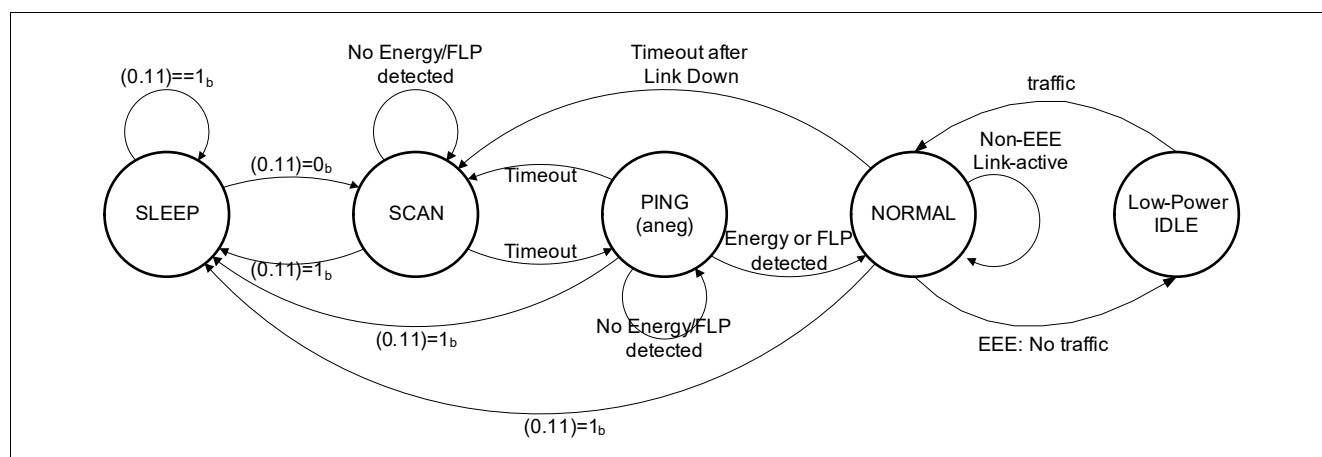 (0.11)==1b
No Energy/FLP
detected
Timeout after
Link Down
traffic
(0.11)=0b
Timeout
Non-EEE
Link-active
SLEEP
SCAN
PING
(aneg)
NORMAL
Low-Power
IDLE
(0.11)=1b
Timeout
Energy or FLP
detected
(0.11)=1b
No Energy/FLP
detected
EEE: No traffic
(0.11)=1b